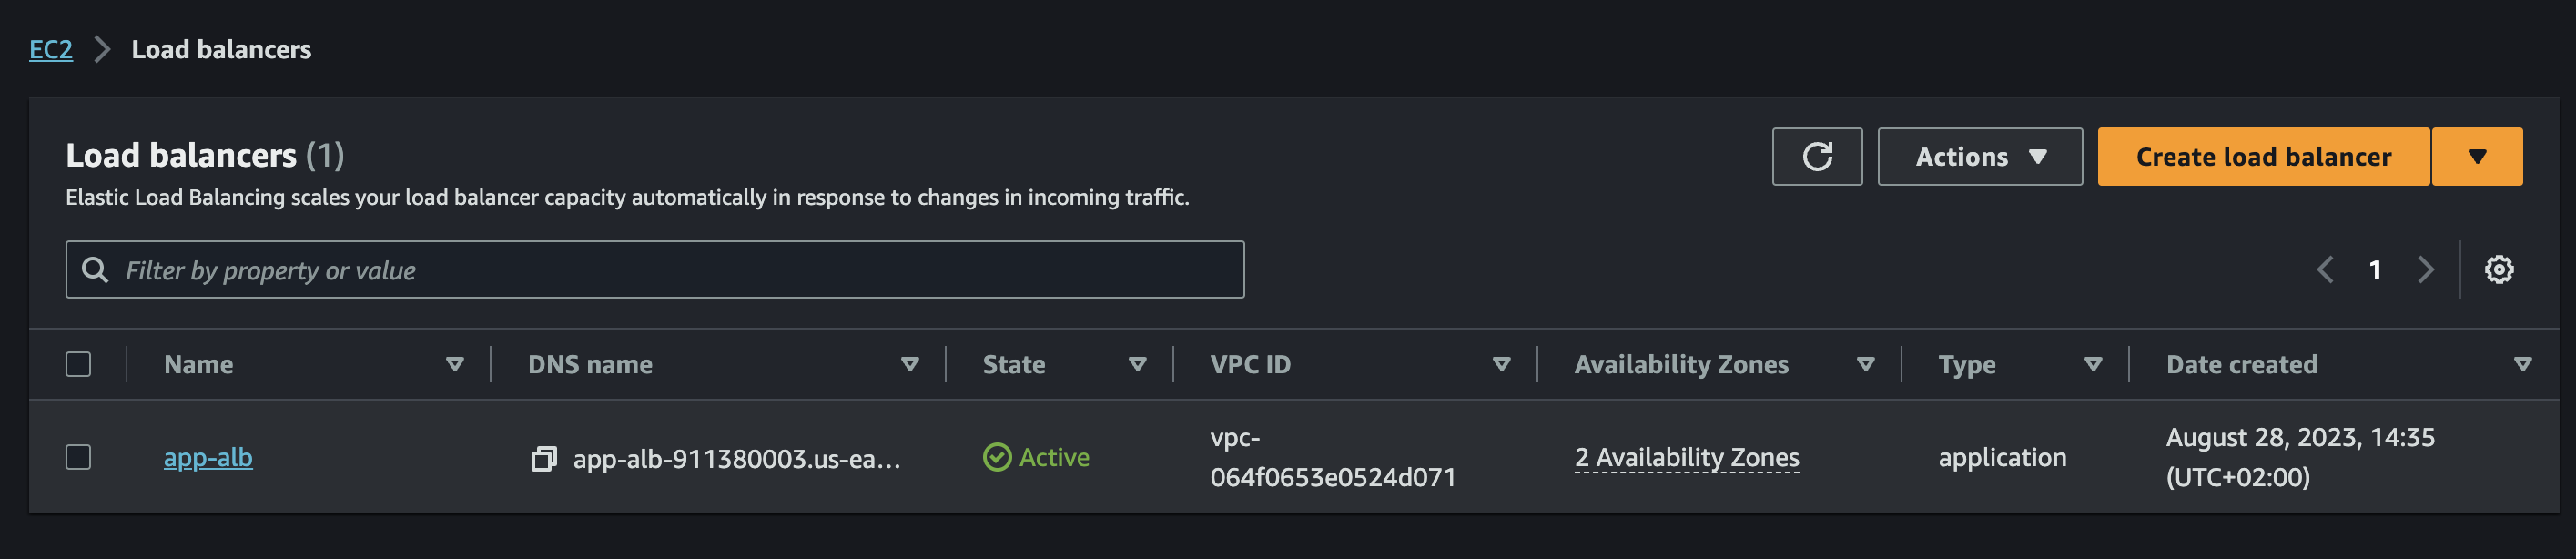 EC2 Load balancers
Load balancers (1)
Elastic Load Balancing scales your load balancer capacity automatically in response to changes in incoming traffic.
Actions
Create load balancer
Filter by property or value
1
Name DNS name State VPC ID Availability Zones Type Date created
app-alb app-alb-911380003.us-ea... Active vpc-
064f0653e0524d071 2 Availability Zones application August 28, 2023, 14:35
(UTC+02:00)